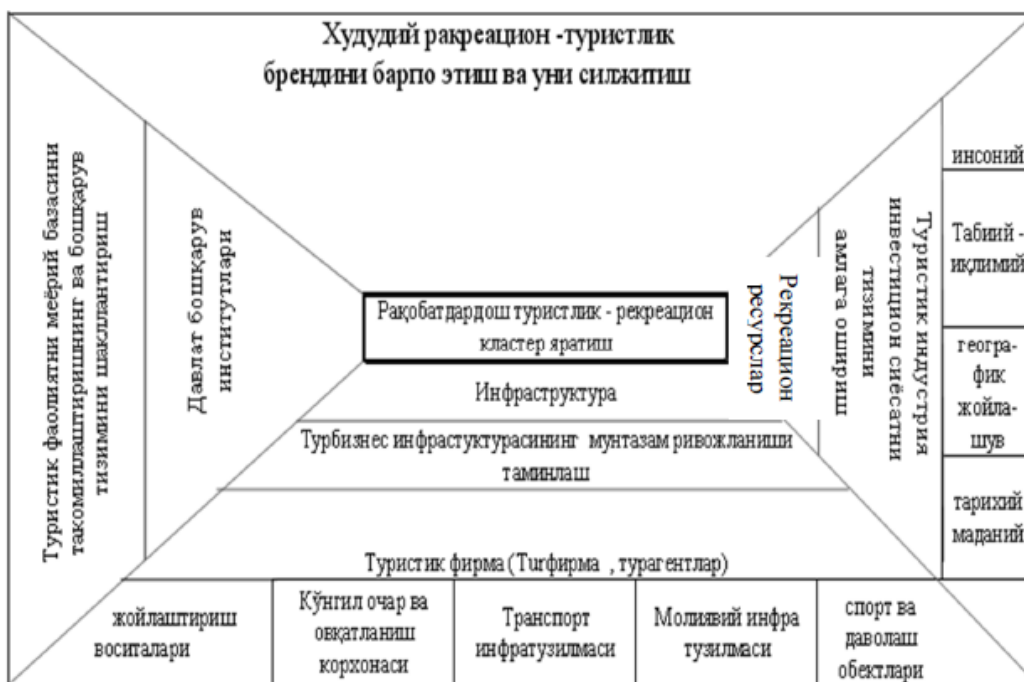 Худудий ракреацион -туристлик
брендини барпо этиш ва уни силжитиш
Туристик фаолиятни меёрий базасини
такомиллаштиришнинг ва бошқарув
тизимини шакллантириш
Давлат бошқарув
институтлари
Рақобатдардош туристлик - рекреацион
кластер яратиш
Инфраструктура
Турбизнес инфрастуктурасининг мунтазам ривожланиши
таминлаш
Туристик фирма (Turфирма , турагентлар)
Рекреацион
ресурслар
Туристик индустрия
инвестицион сиёсатни
тизимини
амлага ошириш
инсоний
Табиий -
иқлимий
геогра-
фик
жойла-
шув
тарихий
маданий
жойлаштириш
воситалари
Кўнгил очар ва
овқатланиш
корхонаси
Транспорт
инфратузилмаси
Молиявий инфра
тузилмаси
спорт ва
даволаш
обектлари